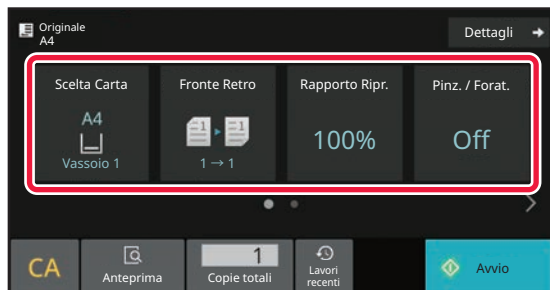 Originale
A4
Dettagli
Scelta Carta
A4
Vassoio 1
Fronte Retro
1 → 1
Rapporto Ripr.
100%
Pinz. / Forat.
Off
CA
Anteprima
1
Copie totali
Lavori
recenti
Avvio